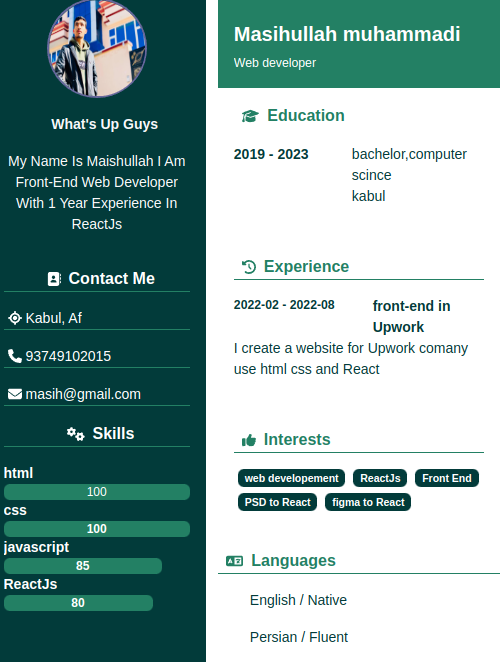 What's Up Guys
My Name Is Maishullah I Am
Front-End Web Developer
With 1 Year Experience In
ReactJs
Contact Me
Kabul, Af
93749102015
masih@gmail.com
Skills
html
100
css
100
javascript
85
ReactJs
80
Masihullah muhammadi
Web developer
Education
2019 - 2023 bachelor,computer
scince
kabul
Experience
2022-02 - 2022-08 front-end in
Upwork
I create a website for Upwork comany
use html css and React
Interests
web developement ReactJs Front End
PSD to React figma to React
Languages
English / Native
Persian / Fluent